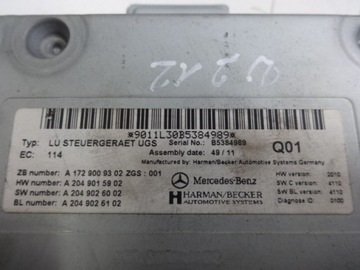 *9011L30B5384989*
Typ: LU STEUERGERAET UGS Serial No.: B5384989 Q01
EC: 114 Assembly date: 49 / 11
Manufactured by: Harman/Becker Automotive Systems Germany
ZB number: A 172 900 93 02 ZGS : 001
HW number: A 204 901 59 02
SW number: A 204 902 60 02
BL number: A 204 902 61 02
Mercedes-Benz
HARMAN/BECKER
AUTOMOTIVE SYSTEMS
HW version: 2010
SW C version: 4110
SW BL version: 4110
Diagnose ID: 0100